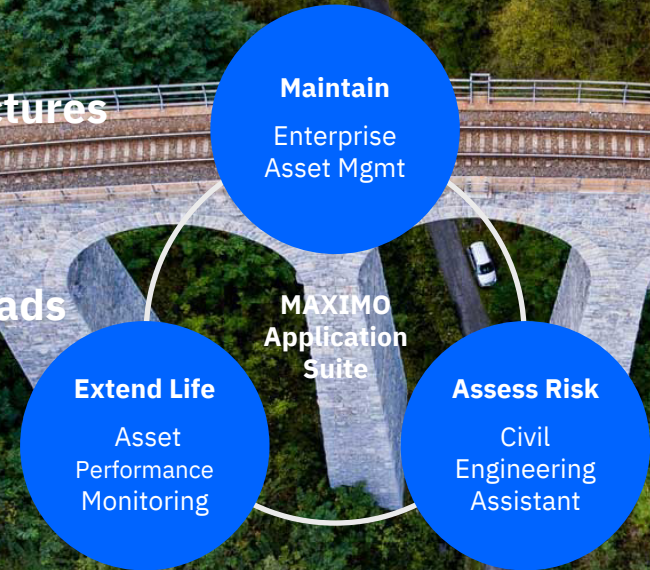 Maintain
Enterprise
Asset Mgmt
ctures
ads
MAXIMO
Application
Suite
Extend Life
Asset
Performance
Monitoring
Assess Risk
Civil
Engineering
Assistant